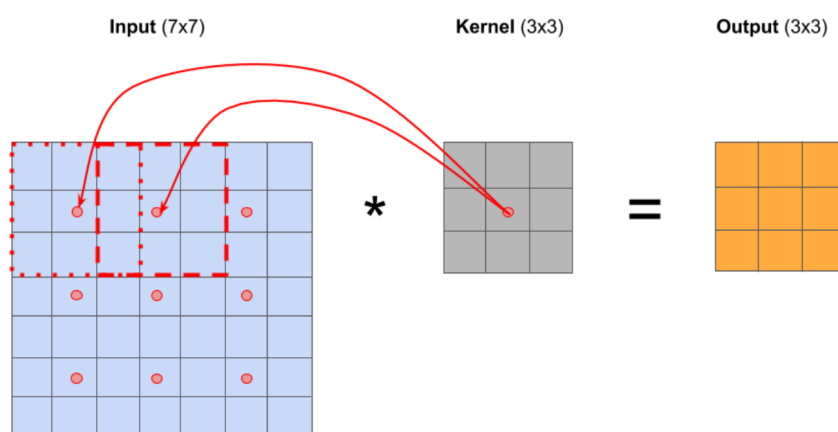 Input (7x7)
Kernel (3x3)
Output (3x3)
*
=